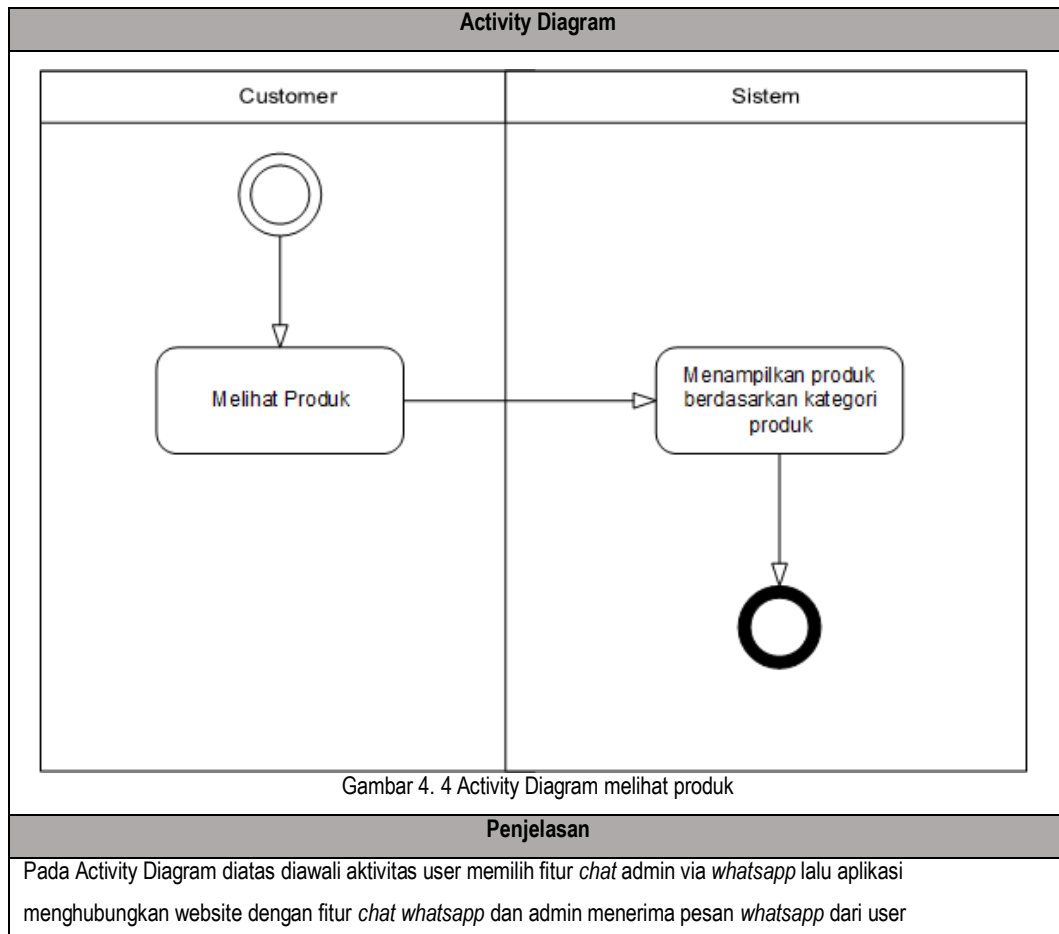 Activity Diagram
Customer
Sistem
Melihat Produk
Menampilkan produk
berdasarkan kategori
produk
Gambar 4. 4 Activity Diagram melihat produk
Penjelasan
Pada Activity Diagram diatas diawali aktivitas user memilih fitur chat admin via whatsapp lalu aplikasi
menghubungkan website dengan fitur chat whatsapp dan admin menerima pesan whatsapp dari user